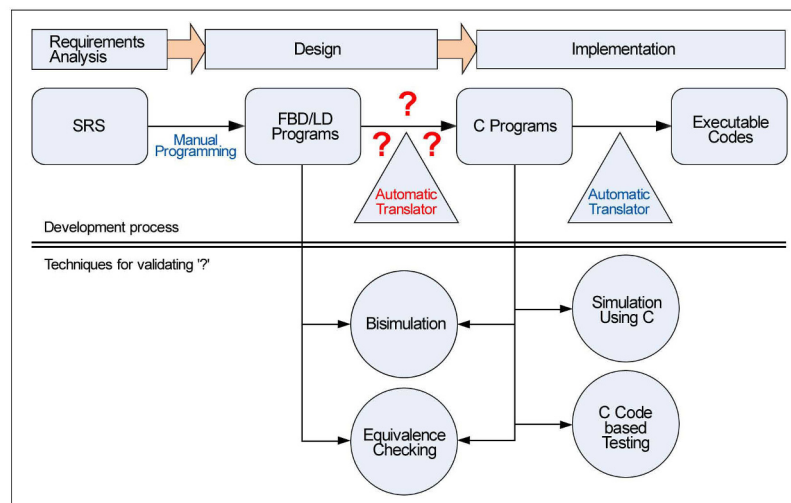 Requirements
Analysis
Design
Implementation
SRS
Manual
Programming
FBD/LD
Programs
?
?
?
Automatic
Translator
C Programs
Automatic
Translator
Executable
Codes
Development process
Techniques for validating '?'
Bisimulation
Simulation
Using C
Equivalence
Checking
C Code
based
Testing